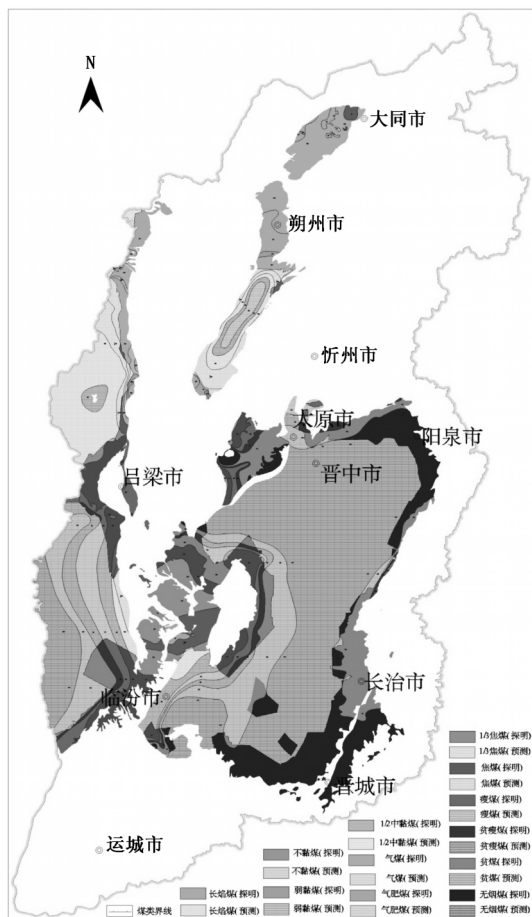 N
大同市
朔州市
忻州市
太原市
阳泉市
晋中市
吕梁市
长治市
临汾市
晋城市
运城市
煤类界线
长焰煤(探明)
长焰煤(预测)
不黏煤(探明)
不黏煤(预测)
弱黏煤(探明)
弱黏煤(预测)
1/2中黏煤(探明)
1/2中黏煤(预测)
气煤(探明)
气煤(预测)
气肥煤(探明)
气肥煤(预测)
1/3焦煤(探明)
1/3焦煤(预测)
焦煤(探明)
焦煤(预测)
瘦煤(探明)
瘦煤(预测)
贫瘦煤(探明)
贫瘦煤(预测)
贫煤(探明)
贫煤(预测)
无烟煤(探明)
无烟煤(预测)